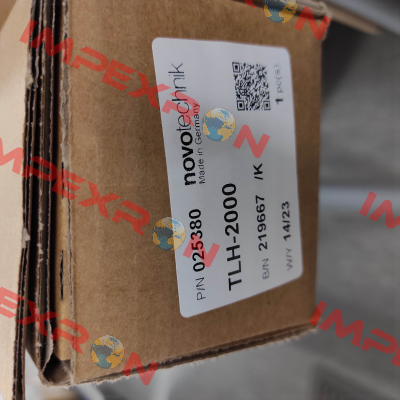 novotechnik
Made in Germany
1 pc(s)
P/N 025380
TLH-2000
B/N 219667 /K
W/Y 14/23
IMPEXRON
IMPEXRON
IMPEXRON
IMPEXRON